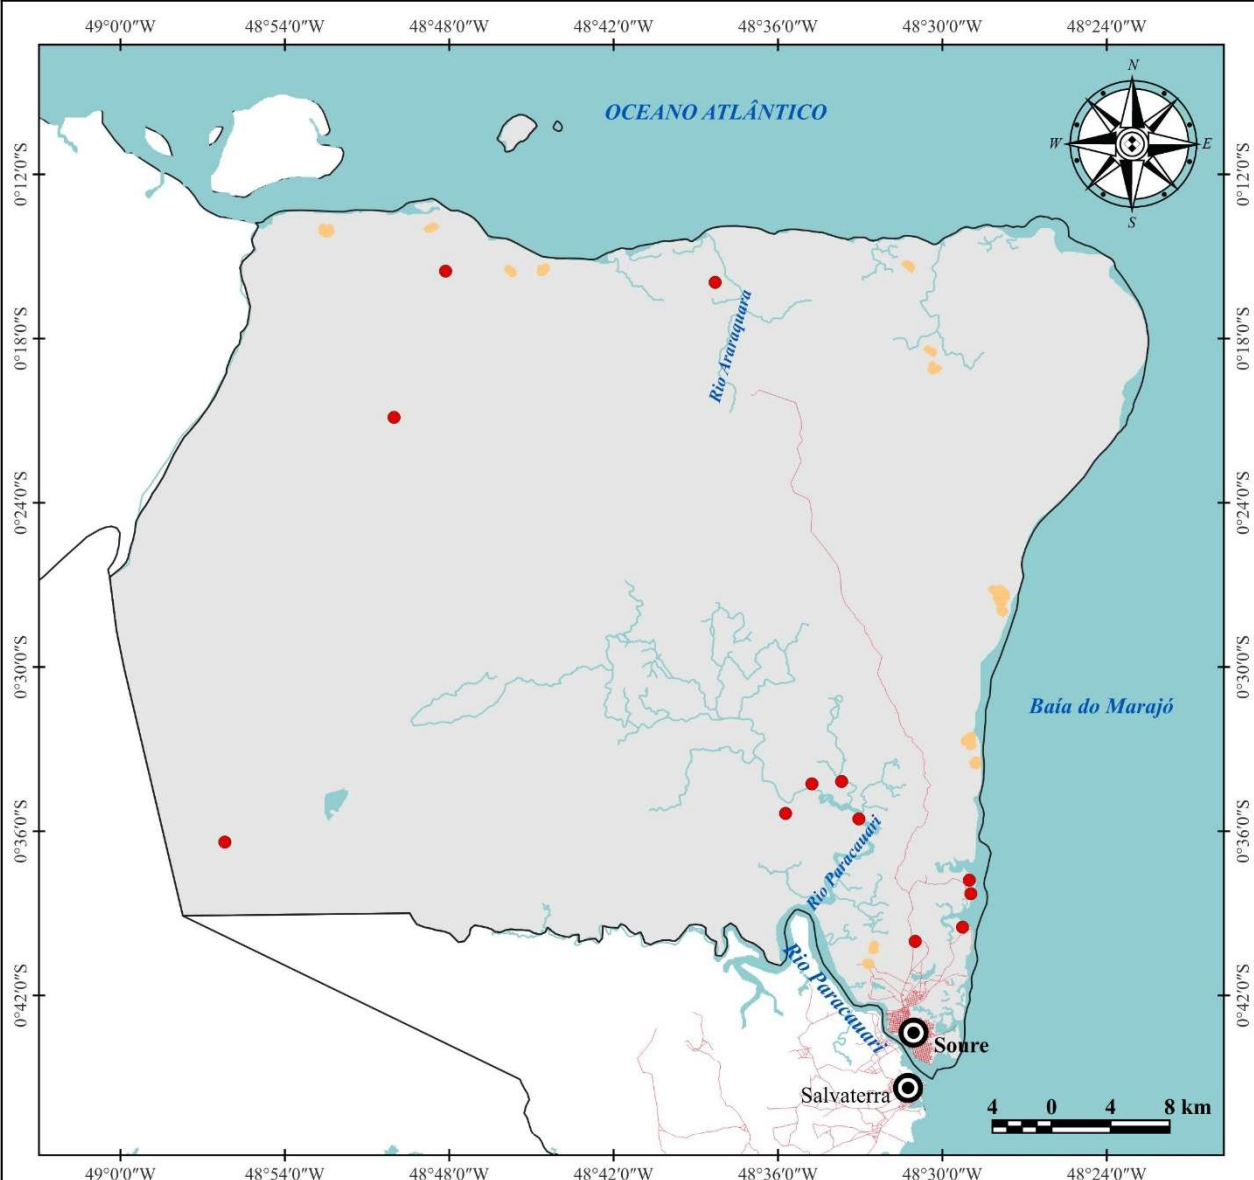 49°0'0"W 48°54'0"W 48°48'0"W 48°42'0"W 48°36'0"W 48°30'0"W 48°24'0"W
OCEANO ATLÂNTICO
N
W E
S
0°12'0"S 0°12'0"S
Rio Araraquara
0°18'0"S 0°18'0"S
0°24'0"S 0°24'0"S
0°30'0"S 0°30'0"S
Baía do Marajó
0°36'0"S 0°36'0"S
Rio Paracauari
Rio Paracauari
0°42'0"S 0°42'0"S
Soure
Salvaterra
4 0 4 8 km
49°0'0"W 48°54'0"W 48°48'0"W 48°42'0"W 48°36'0"W 48°30'0"W 48°24'0"W